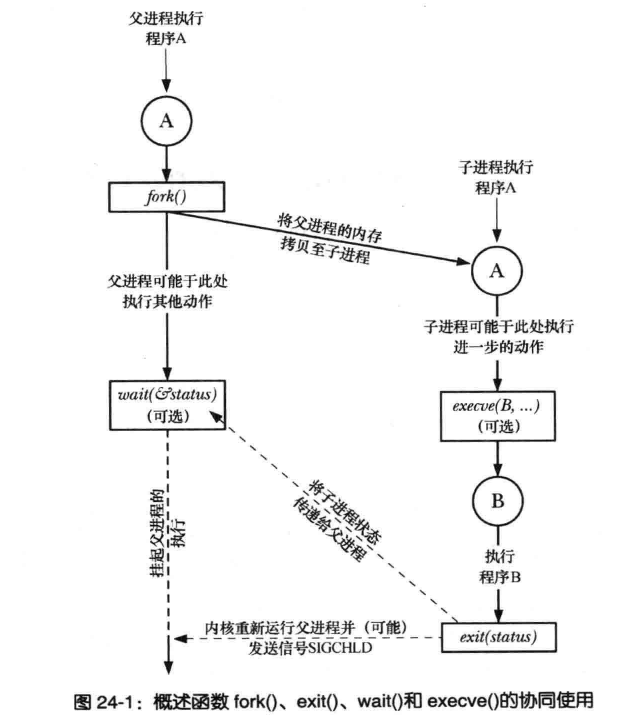 父进程执行
程序A
A
fork()
将父进程的内存
拷贝至子进程
子进程执行
程序A
A
父进程可能于此处
执行其他动作
子进程可能于此处执行
进一步的动作
wait(&status)
(可选)
execve(B, ...)
(可选)
B
将子进程状态
传递给父进程
挂起父进程的
执行
执行
程序B
内核重新运行父进程并（可能）
发送信号SIGCHLD
exit(status)
图 24-1：概述函数 fork()、exit()、wait()和 execve()的协同使用